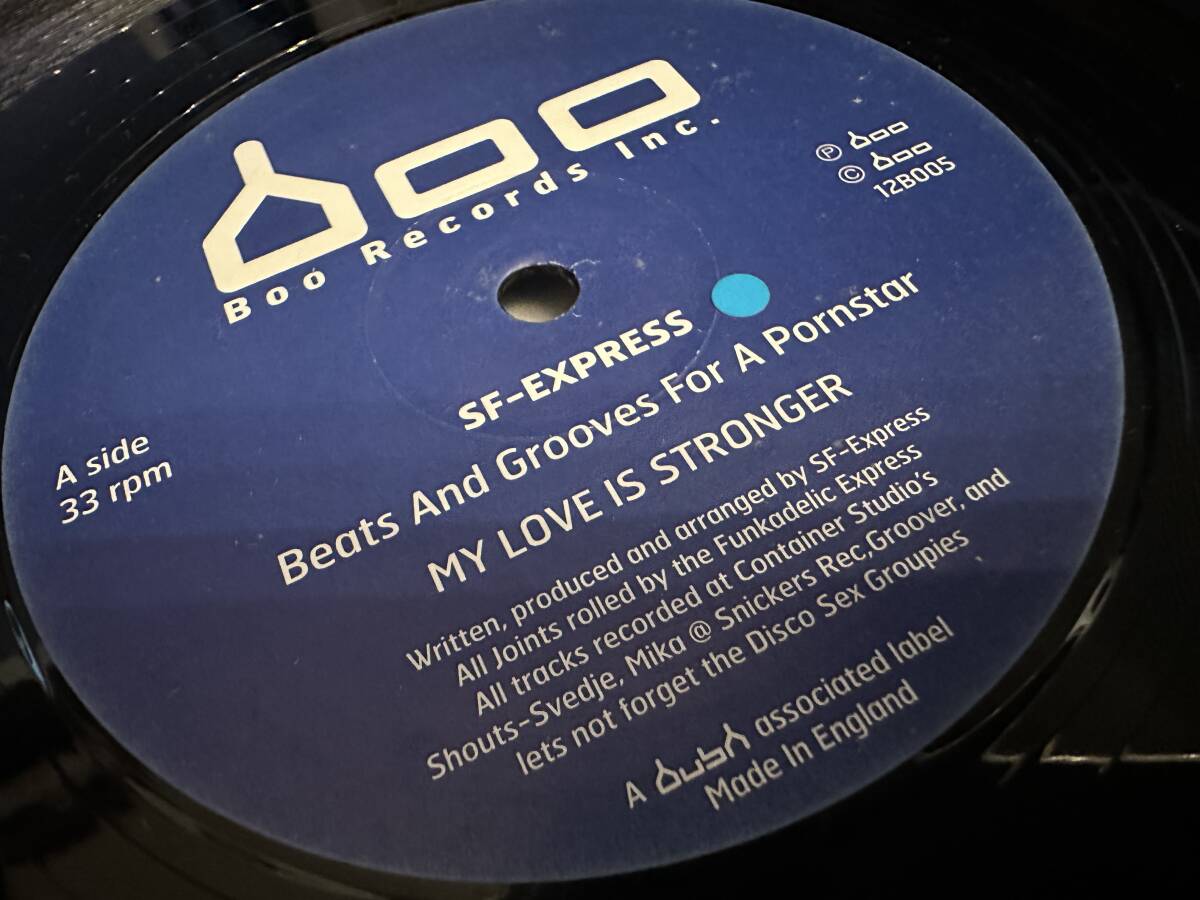 boo
Boo Records Inc.
Ⓟ boo
© boo
12B005
A side
33 rpm
SF-EXPRESS
Beats And Grooves For A Pornstar
MY LOVE IS STRONGER
Written, produced and arranged by SF-Express
All Joints rolled by the Funkadelic Express
All tracks recorded at Container Studio's
Shouts-Svedje, Mika @ Snickers Rec,Groover, and
lets not forget the Disco Sex Groupies
A associated label
Made In England